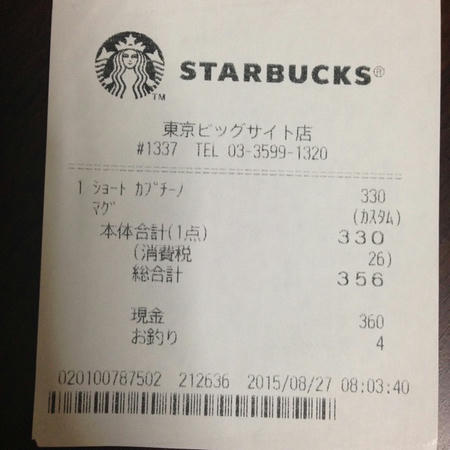 TM
STARBUCKS®
東京ビッグサイト店
#1337 TEL 03-3599-1320
1 ショート カプチーノ 330
マグ (カスタム)
本体合計(1点) 330
(消費税 26)
総合計 356
現金 360
お釣り 4
020100787502 212636 2015/08/27 08:03:40